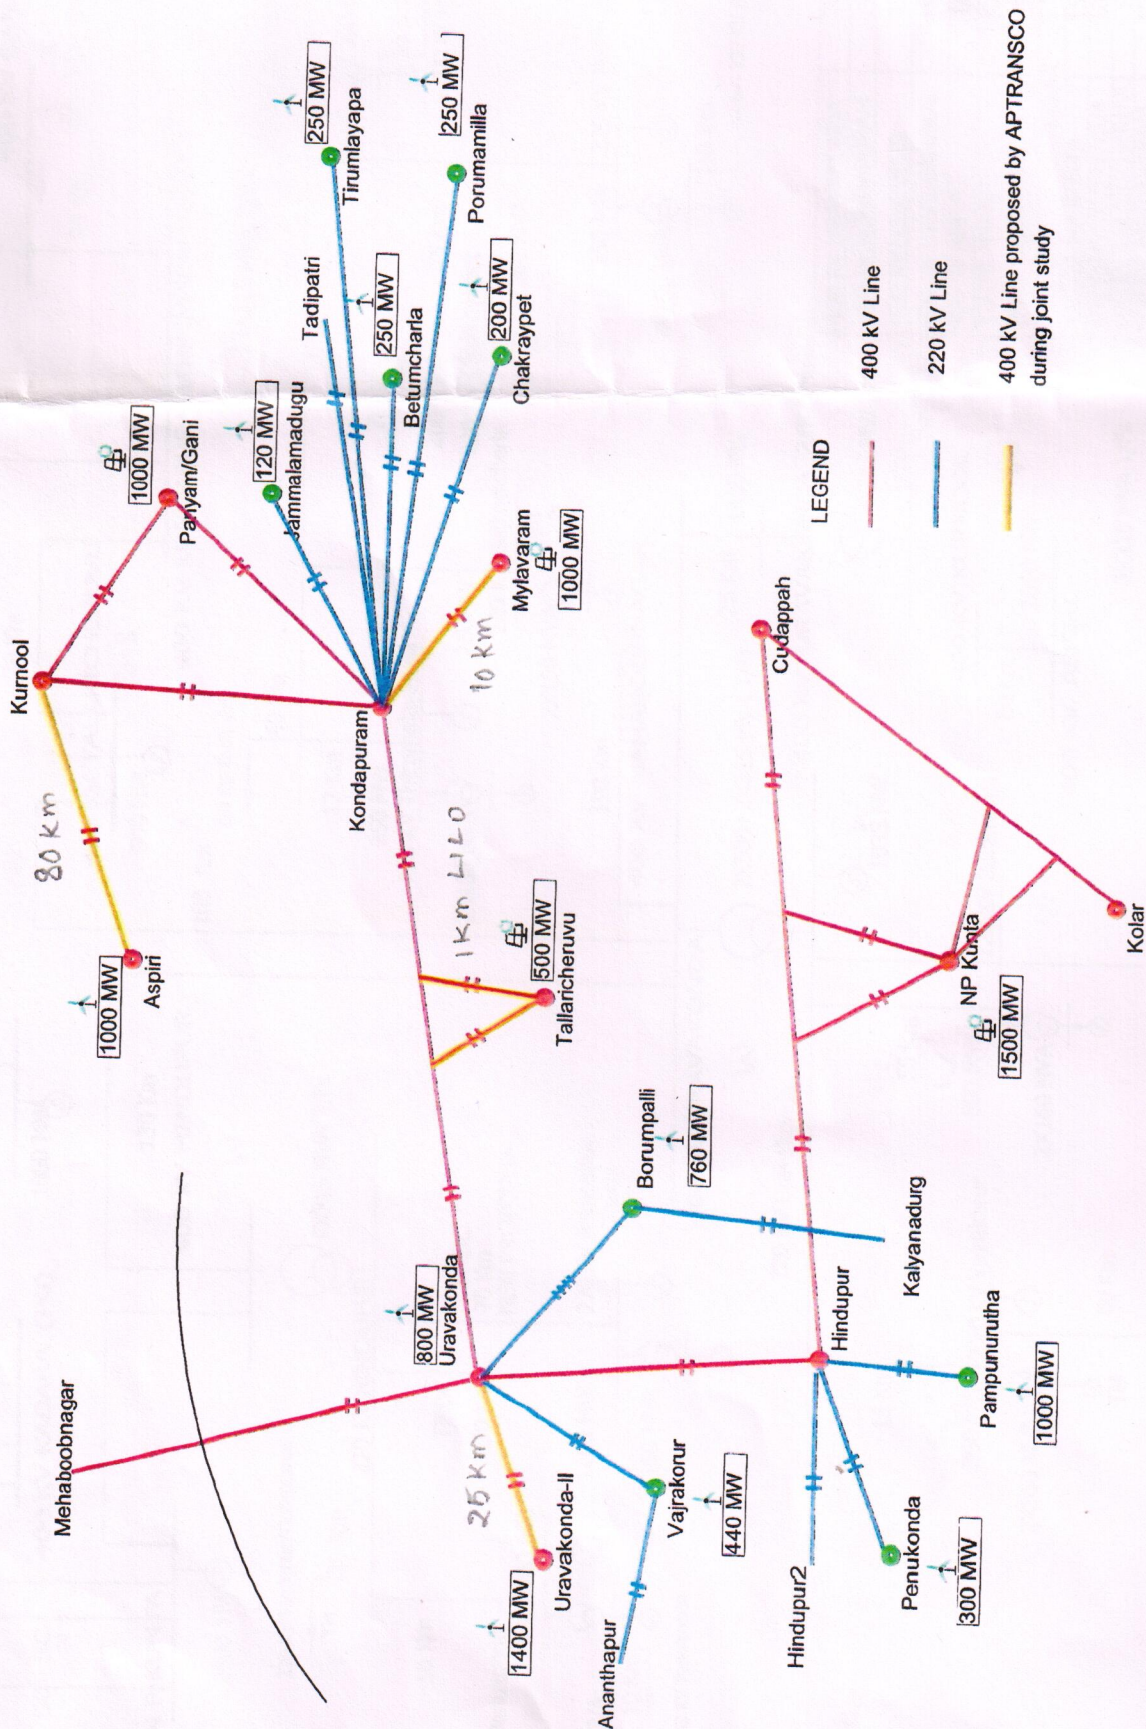 Mehaboobnagar
Kurnool
80 Km
1000 MW
Aspiri
1000 MW
Panyam/Gani
120 MW
Jammalamadugu
Tadipatri
250 MW
Tirumlayapa
250 MW
Betumcharla
250 MW
Porumamilla
200 MW
Chakraypet
Kondapuram
10 Km
Mylavaram
1000 MW
1 Km LILO
500 MW
Tallaricheruvu
800 MW
Uravakonda
25 Km
1400 MW
Uravakonda-II
Ananthapur
Vajrakorur
440 MW
Borumpalli
760 MW
Kalyanadurg
Hindupur
Hindupur2
Penukonda
300 MW
Pampunurutha
1000 MW
Cudappah
NP Kunta
1500 MW
Kolar
LEGEND
400 kV Line
220 kV Line
400 kV Line proposed by APTRANSCO
during joint study